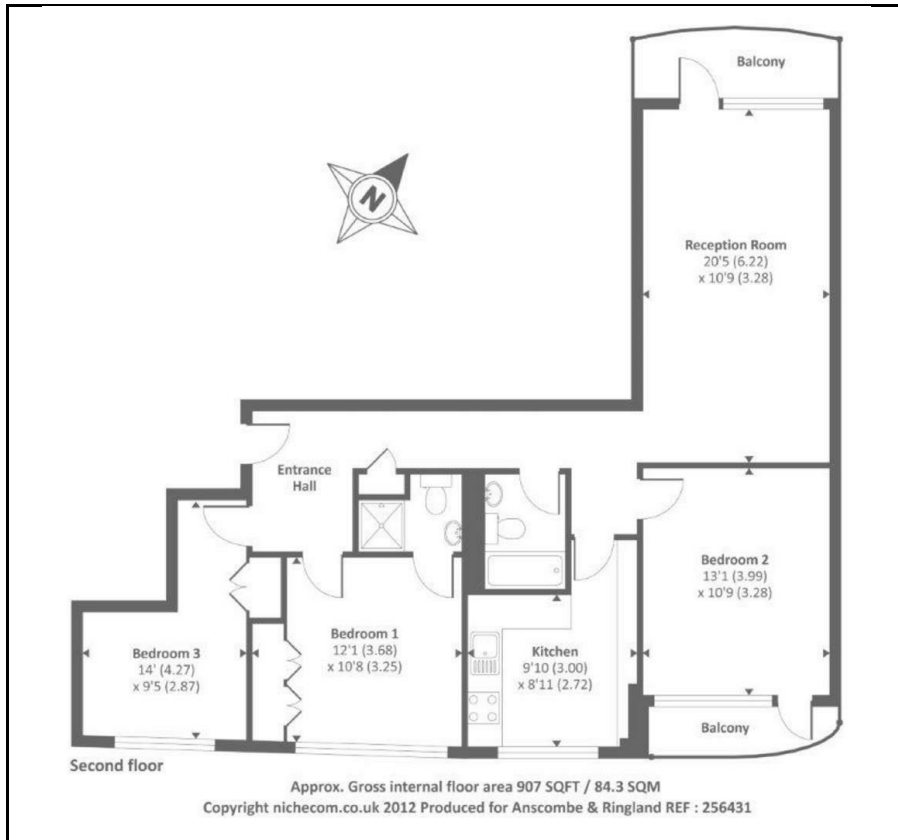 Balcony
N
Reception Room
20'5 (6.22)
x 10'9 (3.28)
Entrance
Hall
Bedroom 2
13'1 (3.99)
x 10'9 (3.28)
Bedroom 1
12'1 (3.68)
x 10'8 (3.25)
Kitchen
9'10 (3.00)
x 8'11 (2.72)
Bedroom 3
14' (4.27)
x 9'5 (2.87)
Balcony
Second floor
Approx. Gross internal floor area 907 SQFT / 84.3 SQM
Copyright nichecom.co.uk 2012 Produced for Anscombe & Ringland REF : 256431